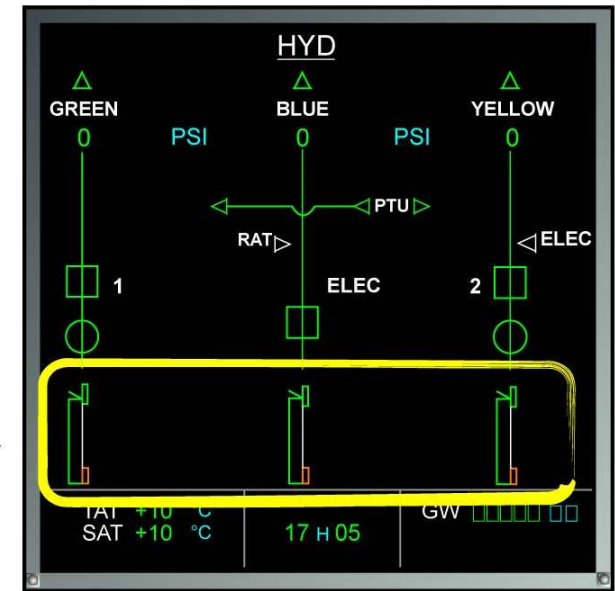 HYD
GREEN BLUE YELLOW
0 PSI 0 PSI 0
PTU
RAT ELEC
1 ELEC 2
TAT +10 °C GW
SAT +10 °C 17 H 05